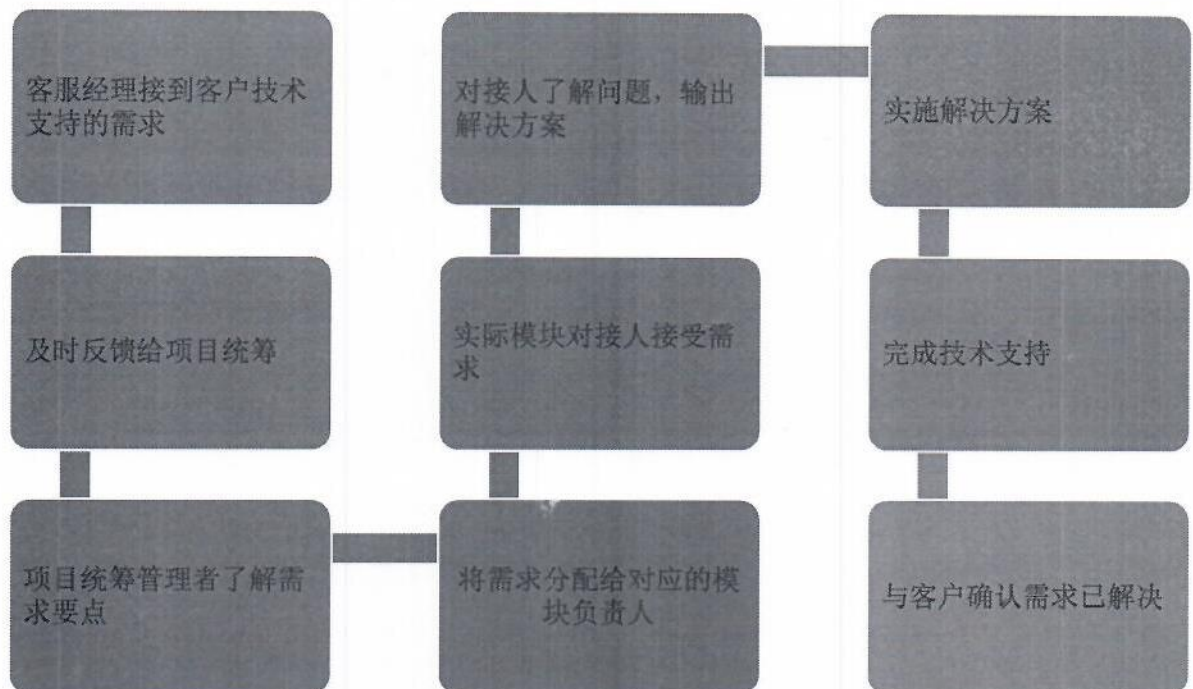 客服经理接到客户技术
支持的需求
及时反馈给项目统筹
项目统筹管理者了解需
求要点
将需求分配给对应的模
块负责人
实际模块对接人接受需
求
对接人了解问题，输出
解决方案
实施解决方案
完成技术支持
与客户确认需求已解决